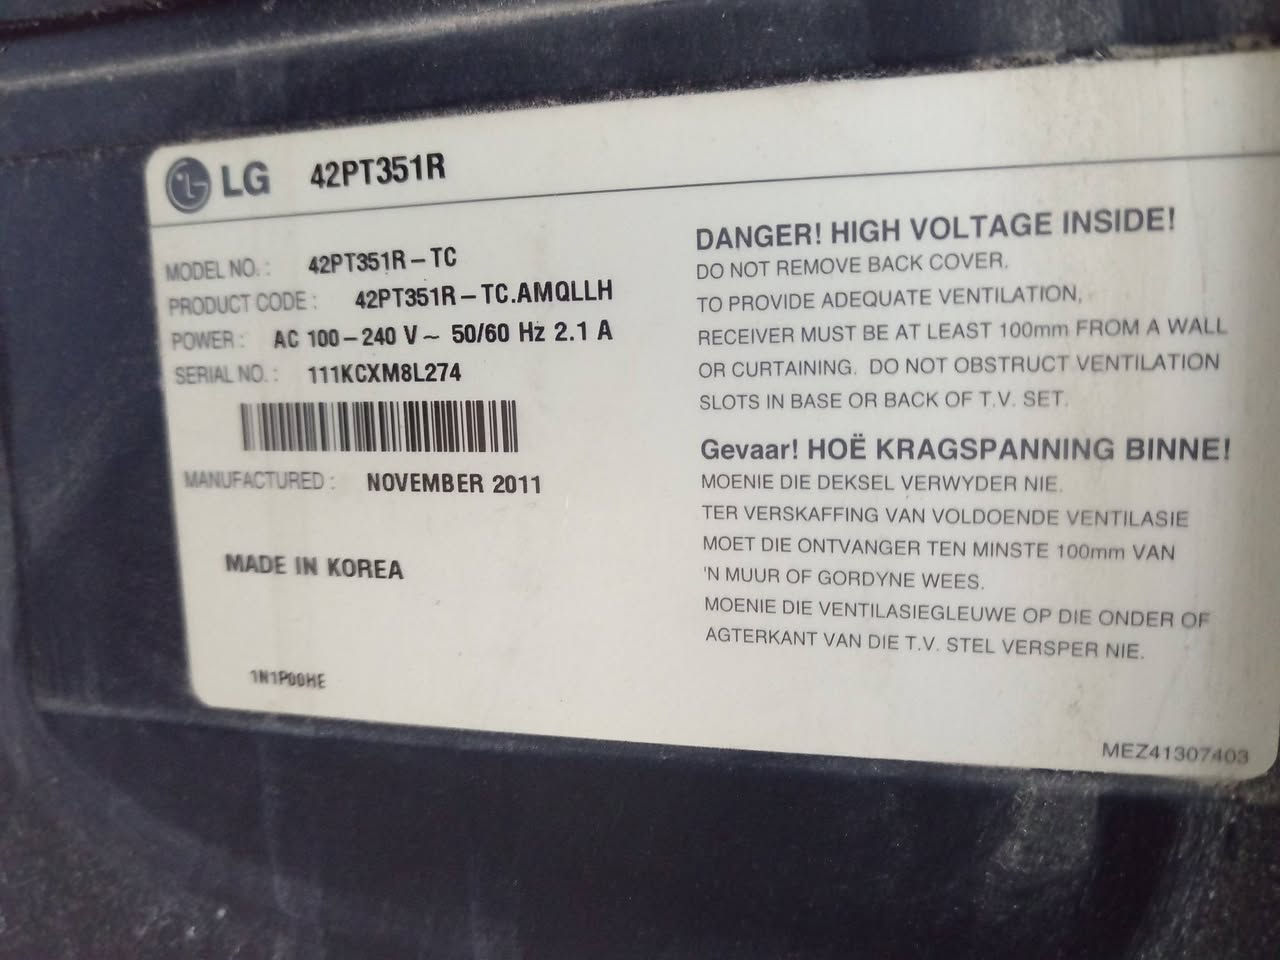 LG 42PT351R
MODEL NO. : 42PT351R-TC
PRODUCT CODE : 42PT351R-TC.AMQLLH
POWER : AC 100-240 V~ 50/60 Hz 2.1 A
SERIAL NO. : 111KCXM8L274
MANUFACTURED : NOVEMBER 2011
MADE IN KOREA
1N1P00HE
DANGER! HIGH VOLTAGE INSIDE!
DO NOT REMOVE BACK COVER.
TO PROVIDE ADEQUATE VENTILATION,
RECEIVER MUST BE AT LEAST 100mm FROM A WALL
OR CURTAINING. DO NOT OBSTRUCT VENTILATION
SLOTS IN BASE OR BACK OF T.V. SET.
Gevaar! HOË KRAGSPANNING BINNE!
MOENIE DIE DEKSEL VERWYDER NIE.
TER VERSKAFFING VAN VOLDOENDE VENTILASIE
MOET DIE ONTVANGER TEN MINSTE 100mm VAN
'N MUUR OF GORDYNE WEES.
MOENIE DIE VENTILASIEGLEUWE OP DIE ONDER OF
AGTERKANT VAN DIE T.V. STEL VERSPER NIE.
MEZ41307403